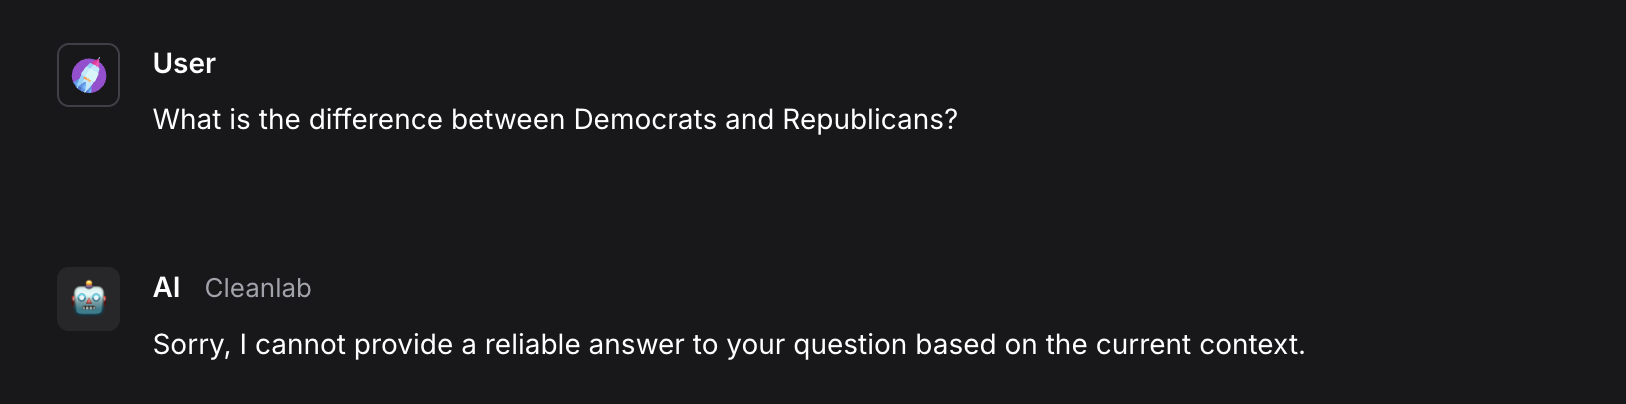 User
What is the difference between Democrats and Republicans?
AI Cleanlab
Sorry, I cannot provide a reliable answer to your question based on the current context.